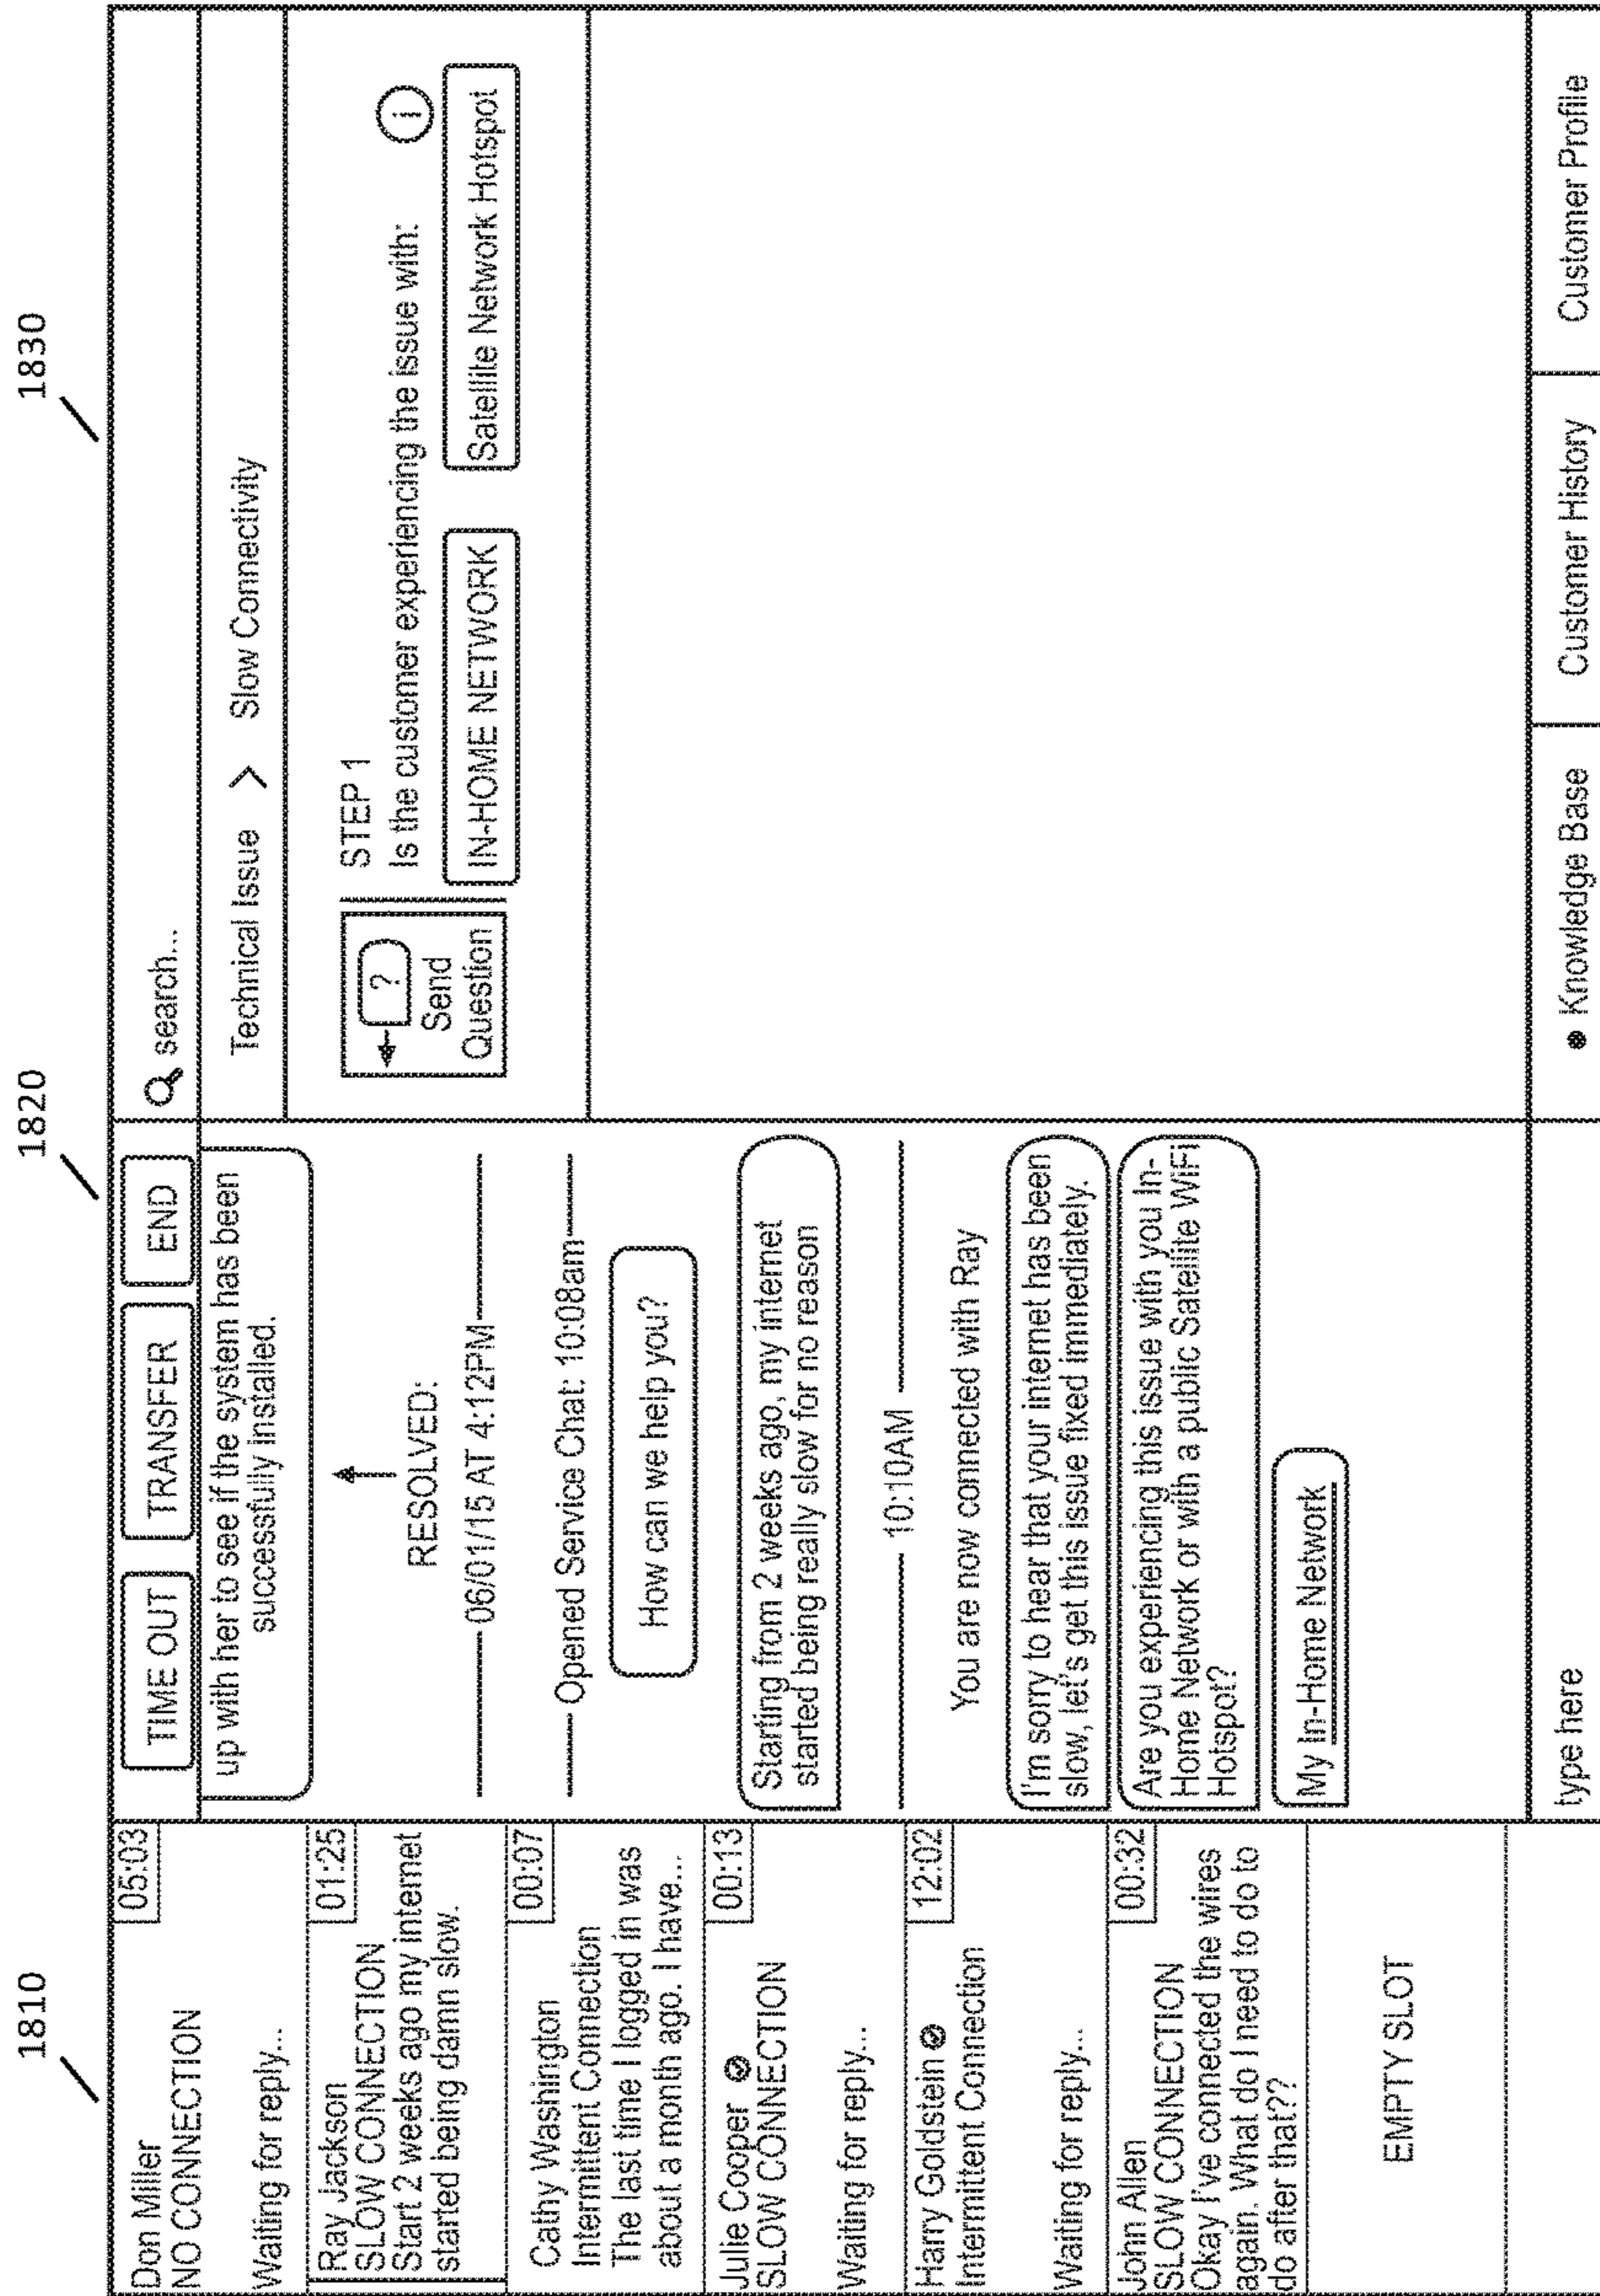 1810
1820
1830
Don Miller
05:03
NO CONNECTION
Waiting for reply...
Ray Jackson
01:25
SLOW CONNECTION
Start 2 weeks ago my internet
started being damn slow.
Cathy Washington
00:07
Intermittent Connection
The last time I logged in was
about a month ago. I have...
Julie Cooper
00:13
SLOW CONNECTION
Waiting for reply...
Harry Goldstein
12:02
Intermittent Connection
Waiting for reply...
John Allen
00:32
SLOW CONNECTION
Okay I've connected the wires
again. What do I need to do to
do after that??
EMPTY SLOT
TIME OUT
TRANSFER
END
up with her to see if the system has been
successfully installed.
RESOLVED:
06/01/15 AT 4:12PM
Opened Service Chat: 10:08am
How can we help you?
Starting from 2 weeks ago, my internet
started being really slow for no reason
10:10AM
You are now connected with Ray
I'm sorry to hear that your internet has been
slow, let's get this issue fixed immediately.
Are you experiencing this issue with you In-
Home Network or with a public Satellite WiFi
Hotspot?
My In-Home Network
type here
search...
Technical Issue > Slow Connectivity
?
Send
Question
STEP 1
Is the customer experiencing the issue with:
i
IN-HOME NETWORK
Satellite Network Hotspot
Knowledge Base
Customer History
Customer Profile